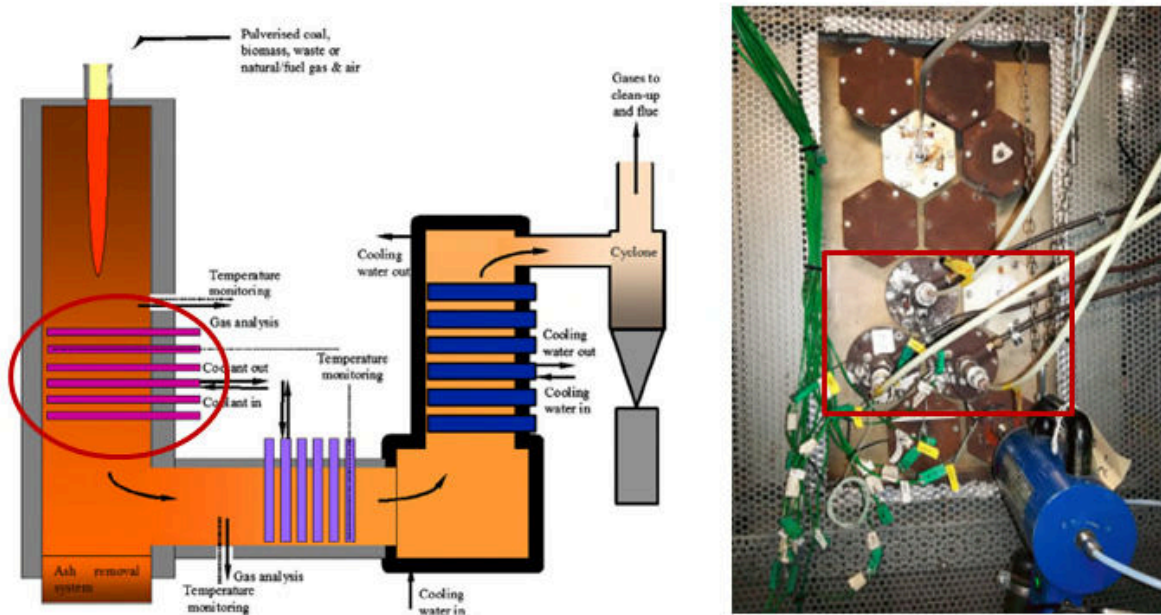 Pulverised coal,
biomass, waste or
natural/fuel gas & air
Gases to
clean-up
and flue
Cooling
water out
Cyclone
Temperature
monitoring
Gas analysis
Cooling
water out
Coolant out
Temperature
monitoring
Coolant in
Cooling
water in
Ash removal
system
Gas analysis
Temperature
monitoring
Cooling
water in